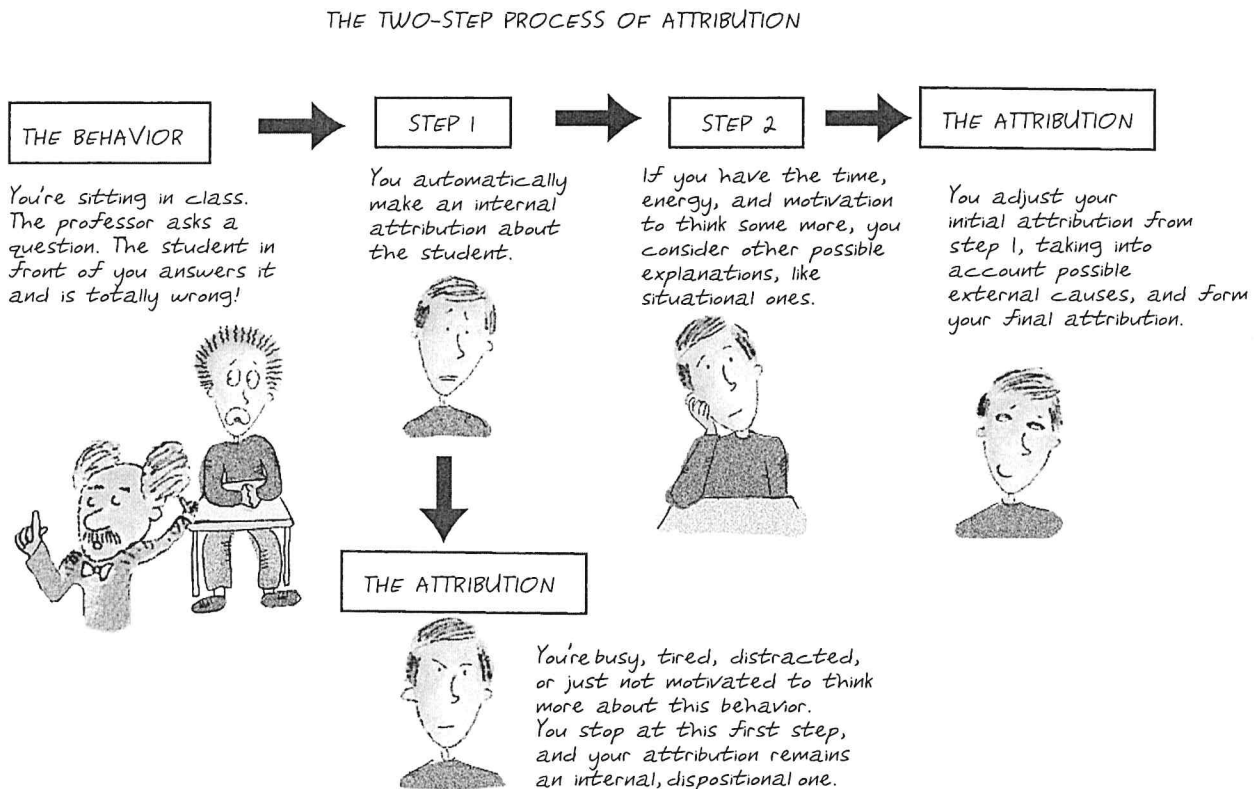 THE TWO-STEP PROCESS OF ATTRIBUTION
THE BEHAVIOR
You're sitting in class.
The professor asks a
question. The student in
front of you answers it
and is totally wrong!
STEP 1
You automatically
make an internal
attribution about
the student.
STEP 2
If you have the time,
energy, and motivation
to think some more, you
consider other possible
explanations, like
situational ones.
THE ATTRIBUTION
You adjust your
initial attribution from
step 1, taking into
account possible
external causes, and form
your final attribution.
THE ATTRIBUTION
You're busy, tired, distracted,
or just not motivated to think
more about this behavior.
You stop at this first step,
and your attribution remains
an internal, dispositional one.